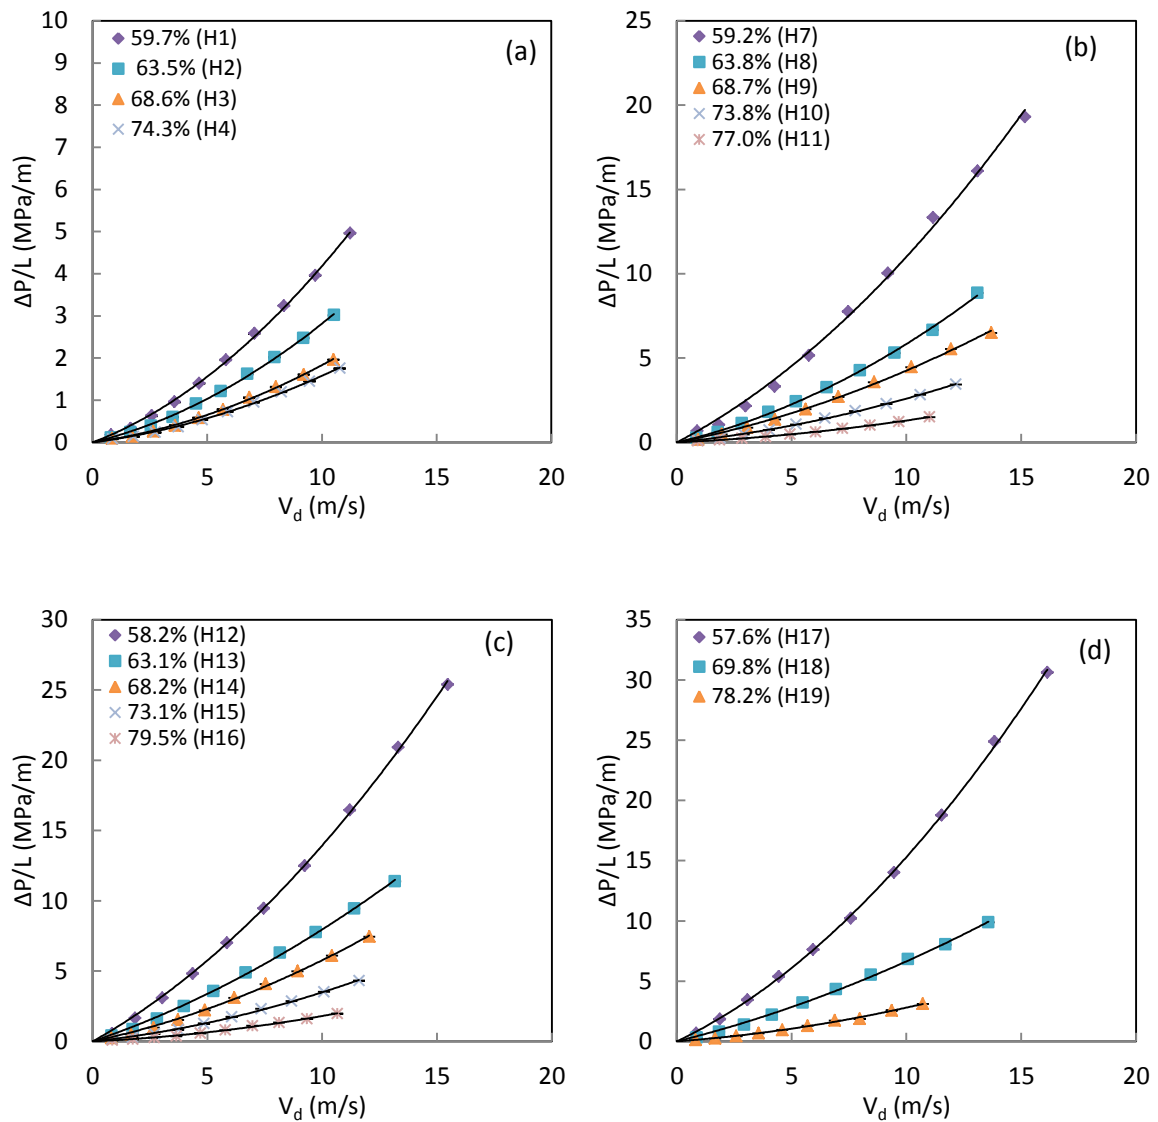 (a)
59.7% (H1)
63.5% (H2)
68.6% (H3)
74.3% (H4)
10
9
8
7
6
5
4
3
2
1
0
ΔP/L (MPa/m)
0 5 10 15 20
V_d (m/s)
(b)
59.2% (H7)
63.8% (H8)
68.7% (H9)
73.8% (H10)
77.0% (H11)
25
20
15
10
5
0
ΔP/L (MPa/m)
0 5 10 15 20
V_d (m/s)
(c)
58.2% (H12)
63.1% (H13)
68.2% (H14)
73.1% (H15)
79.5% (H16)
30
25
20
15
10
5
0
ΔP/L (MPa/m)
0 5 10 15 20
V_d (m/s)
(d)
57.6% (H17)
69.8% (H18)
78.2% (H19)
35
30
25
20
15
10
5
0
ΔP/L (MPa/m)
0 5 10 15 20
V_d (m/s)